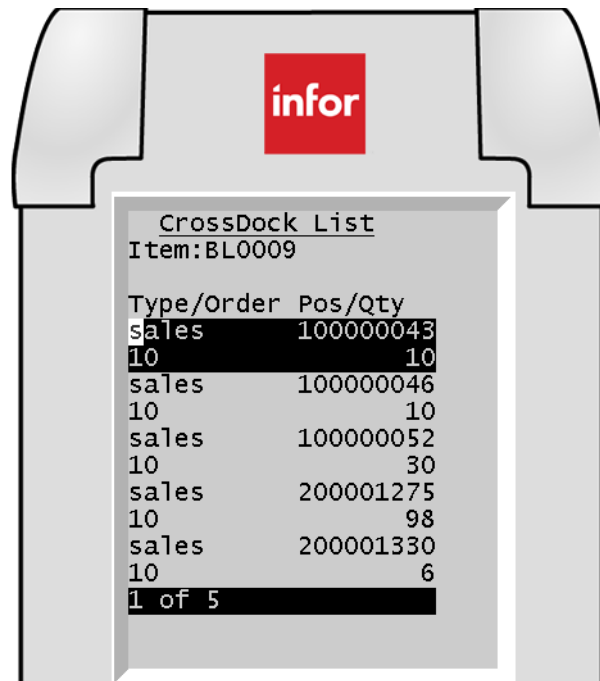 infor
CrossDock List
Item:BL0009
Type/Order Pos/Qty
sales 100000043
10 10
sales 100000046
10 10
sales 100000052
10 30
sales 200001275
10 98
sales 200001330
10 6
1 of 5